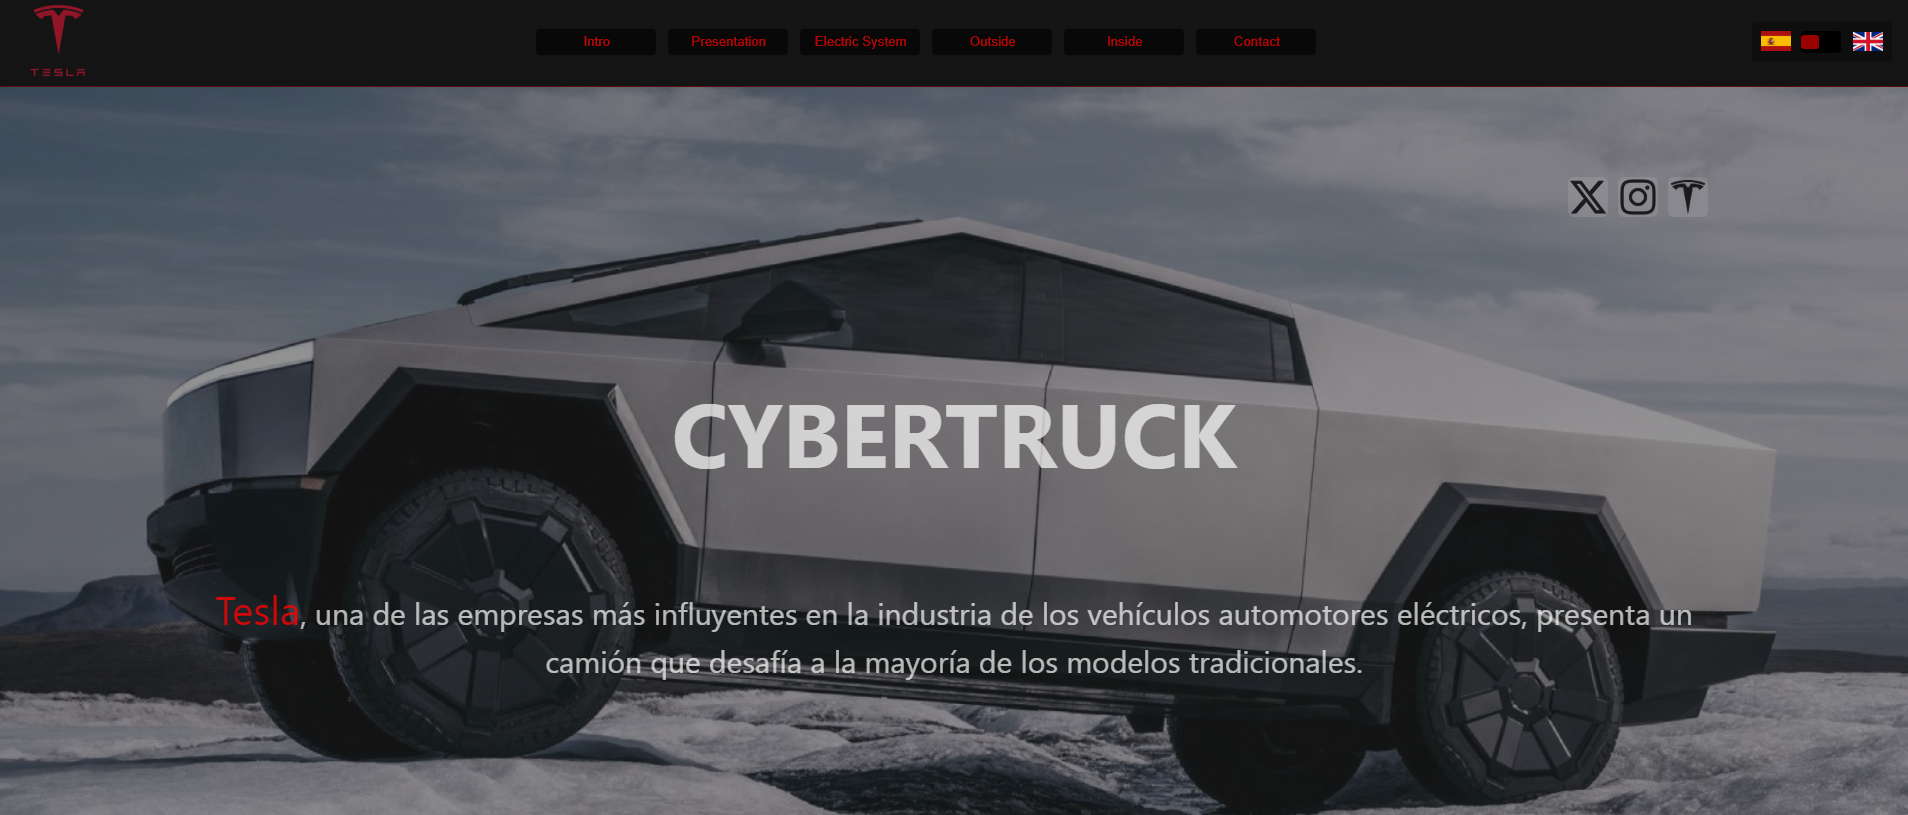 TESLA
Intro
Presentation
Electric System
Outside
Inside
Contact
CYBERTRUCK
Tesla, una de las empresas más influyentes en la industria de los vehículos automotores eléctricos, presenta un
camión que desafía a la mayoría de los modelos tradicionales.